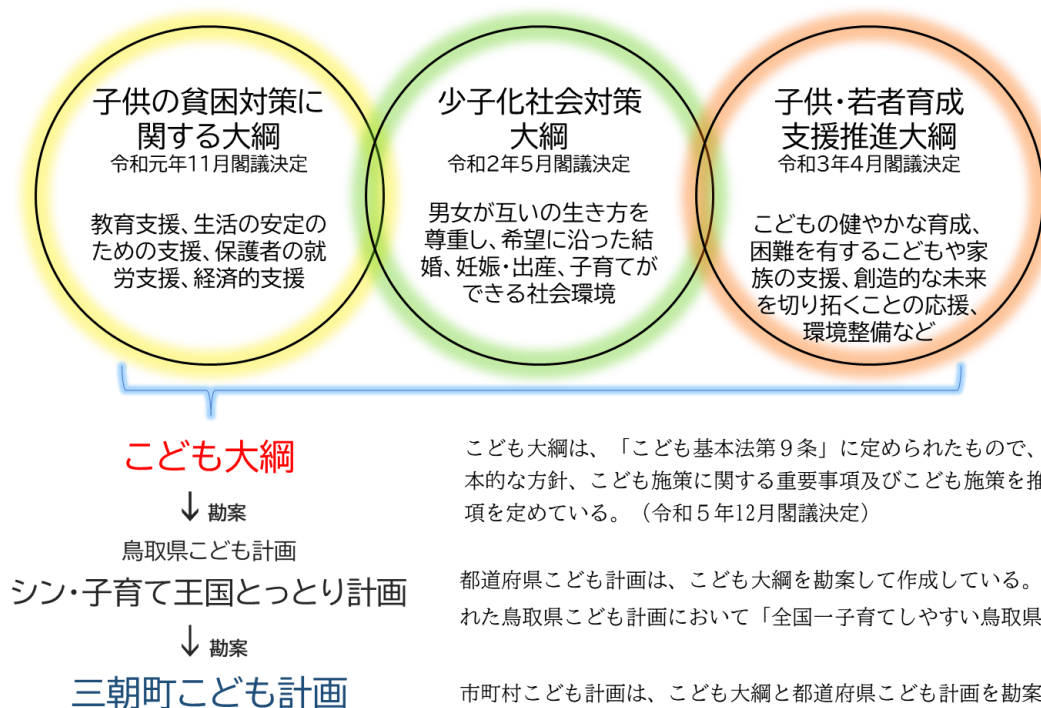 子供の貧困対策に
関する大綱
令和元年11月閣議決定
教育支援、生活の安定の
ための支援、保護者の就
労支援、経済的支援
少子化社会対策
大綱
令和2年5月閣議決定
男女が互いの生き方を
尊重し、希望に沿った結
婚、妊娠・出産、子育てが
できる社会環境
子供・若者育成
支援推進大綱
令和3年4月閣議決定
こどもの健やかな育成、
困難を有するこどもや家
族の支援、創造的な未来
を切り拓くことの応援、
環境整備など
こども大綱
こども大綱は、「こども基本法第９条」に定められたもので、
本的な方針、こども施策に関する重要事項及びこども施策を推
項を定めている。（令和５年12月閣議決定）
↓ 勘案
鳥取県こども計画
シン・子育て王国とっとり計画
都道府県こども計画は、こども大綱を勘案して作成している。
れた鳥取県こども計画において「全国一子育てしやすい鳥取県
↓ 勘案
三朝町こども計画
市町村こども計画は、こども大綱と都道府県こども計画を勘案